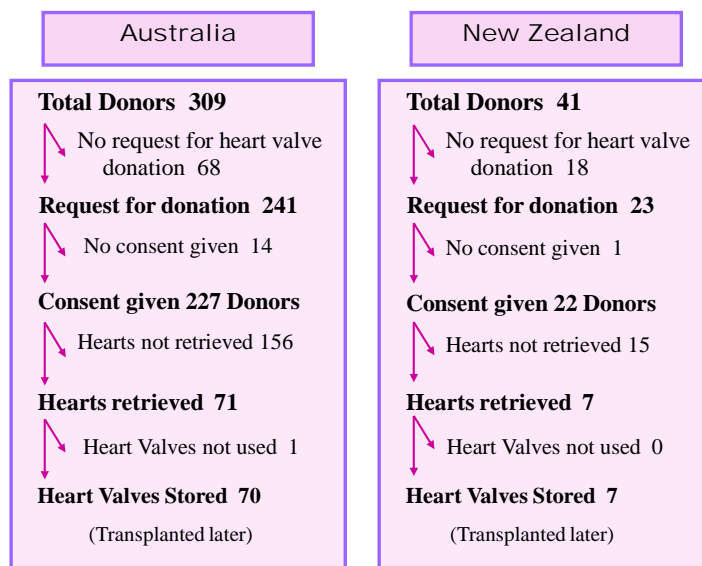 Australia
Total Donors 309
No request for heart valve
donation 68
Request for donation 241
No consent given 14
Consent given 227 Donors
Hearts not retrieved 156
Hearts retrieved 71
Heart Valves not used 1
Heart Valves Stored 70
(Transplanted later)
New Zealand
Total Donors 41
No request for heart valve
donation 18
Request for donation 23
No consent given 1
Consent given 22 Donors
Hearts not retrieved 15
Hearts retrieved 7
Heart Valves not used 0
Heart Valves Stored 7
(Transplanted later)